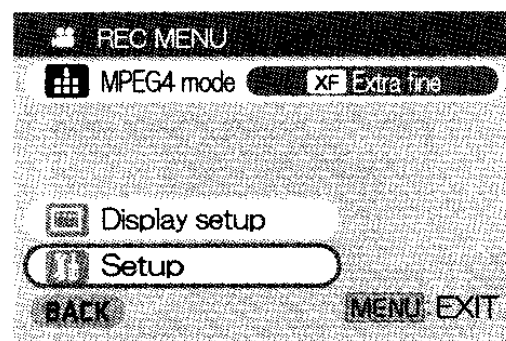 REC MENU
MPEG4 mode XF Extra fine
Display setup
Setup
BACK MENU: EXIT